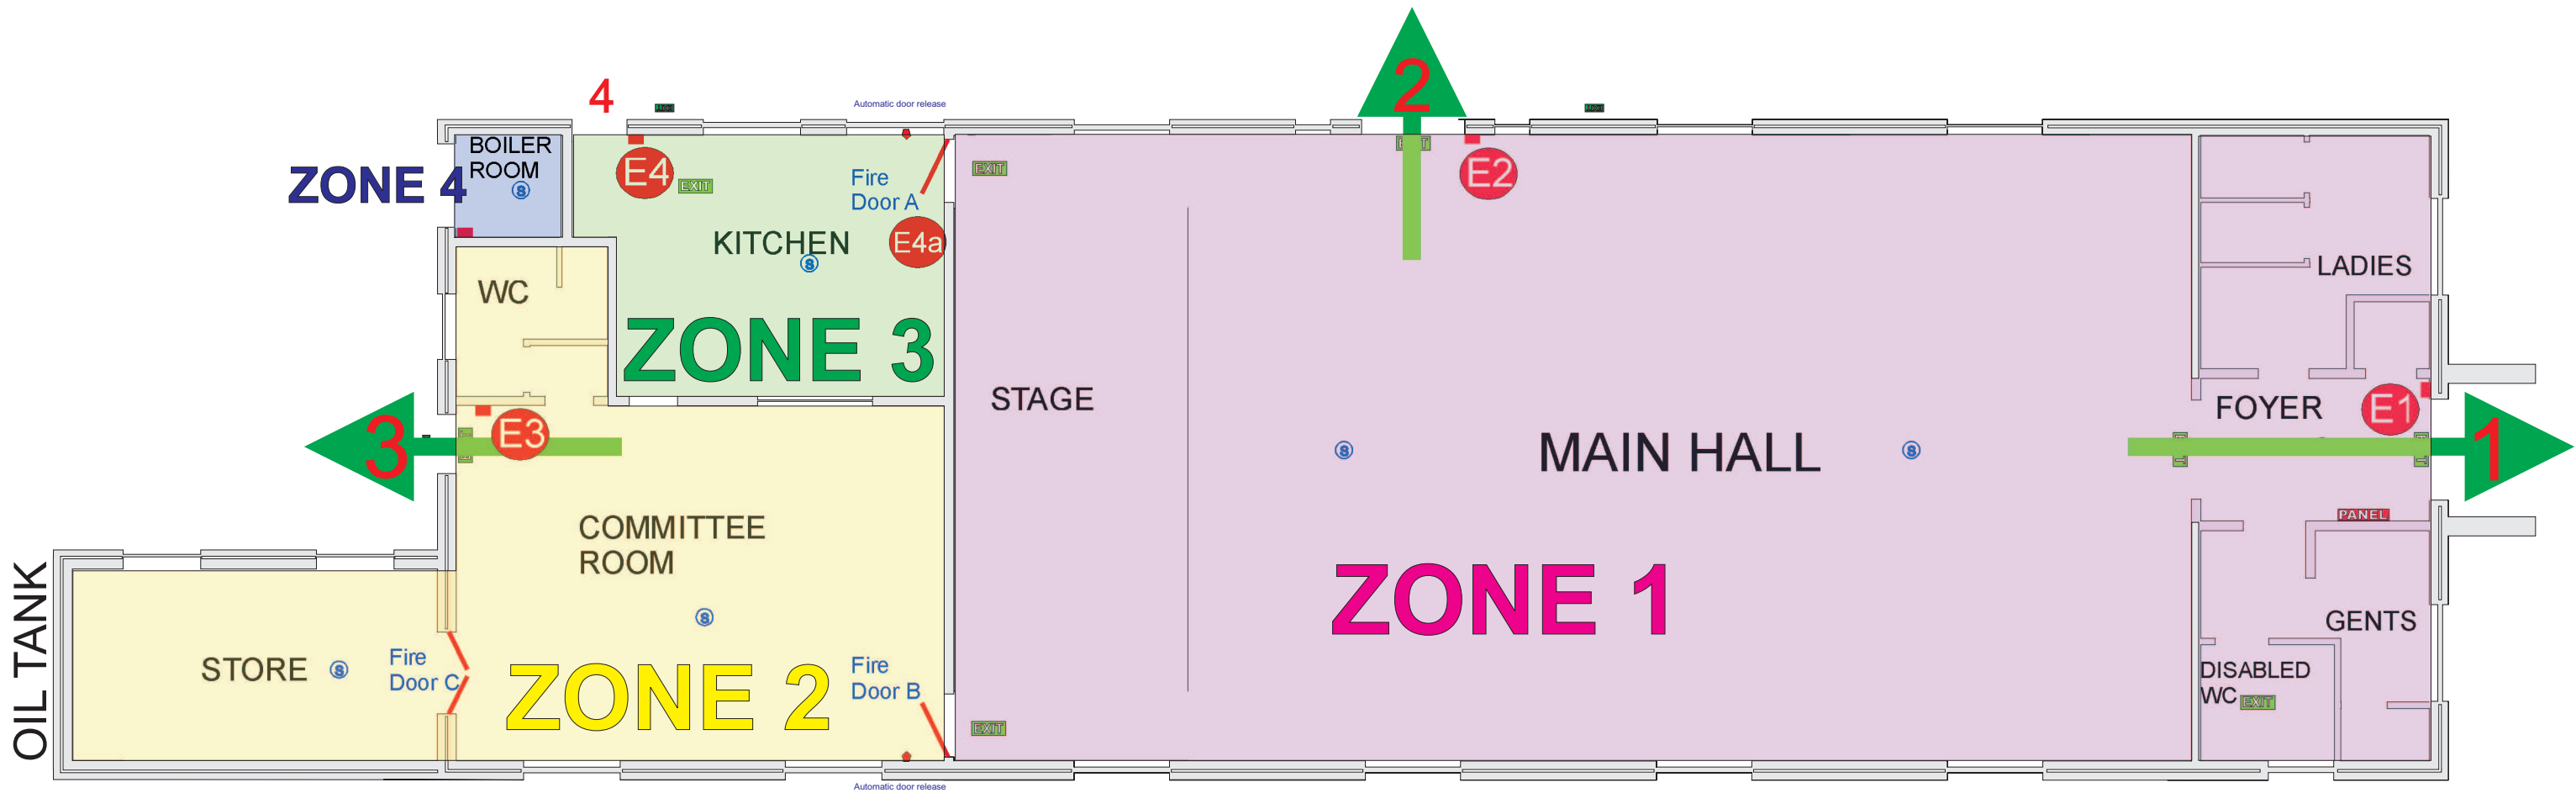 2
4
Automatic door release
BOILER
ROOM
ZONE 4
S
E4
EXIT
Fire
Door A
EXIT
E2
E4a
KITCHEN
S
WC
LADIES
ZONE 3
STAGE
FOYER
E1
E3
3
MAIN HALL
S
S
1
COMMITTEE
ROOM
PANEL
ZONE 1
S
GENTS
OIL TANK
STORE
S
Fire
Door C
ZONE 2
Fire
Door B
EXIT
DISABLED
WC
EXIT
Automatic door release